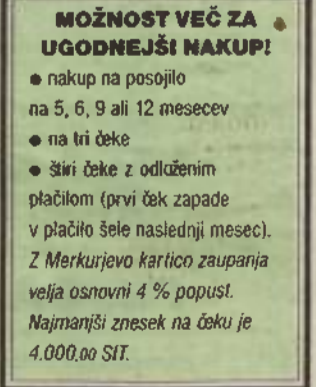 MOŽNOST VEČ ZA
UGODNEJŠI NAKUP!
● nakup na posojilo
na 5, 6, 9 ali 12 mesecev
● na tri čeke
● štiri čeke z odloženim
plačilom (prvi ček zapade
v plačilo šele naslednji mesec).
Z Merkurjevo kartico zaupanja
velja osnovni 4 % popust.
Najmanjši znesek na čeku je
4.000,00 SIT.